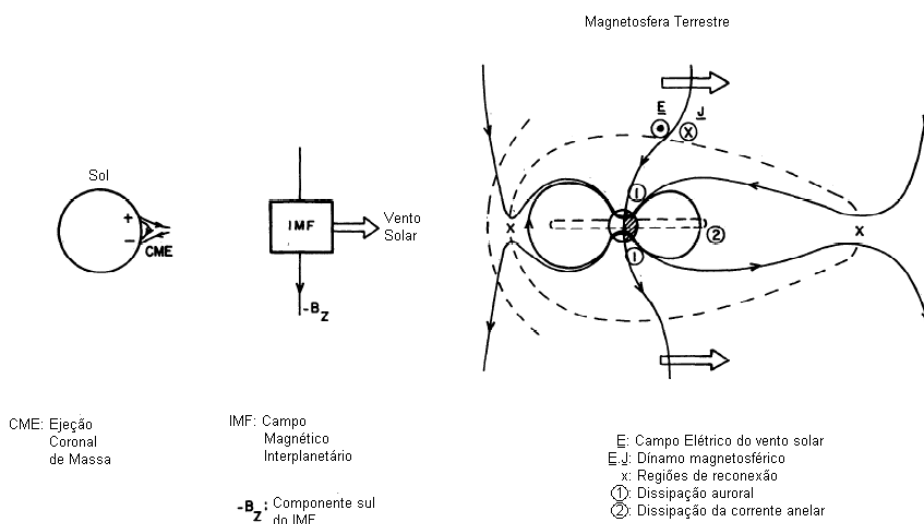 Magnetosfera Terrestre
Sol
+
−
CME
IMF
Vento
Solar
-B_Z
E
J
X
1
X
2
X
1
CME: Ejeção
Coronal
de Massa
IMF: Campo
Magnético
Interplanetário
-B_Z: Componente sul
do IMF
E: Campo Elétrico do vento solar
E.J: Dínamo magnetosférico
x: Regiões de reconexão
① Dissipação auroral
② Dissipação da corrente anelar